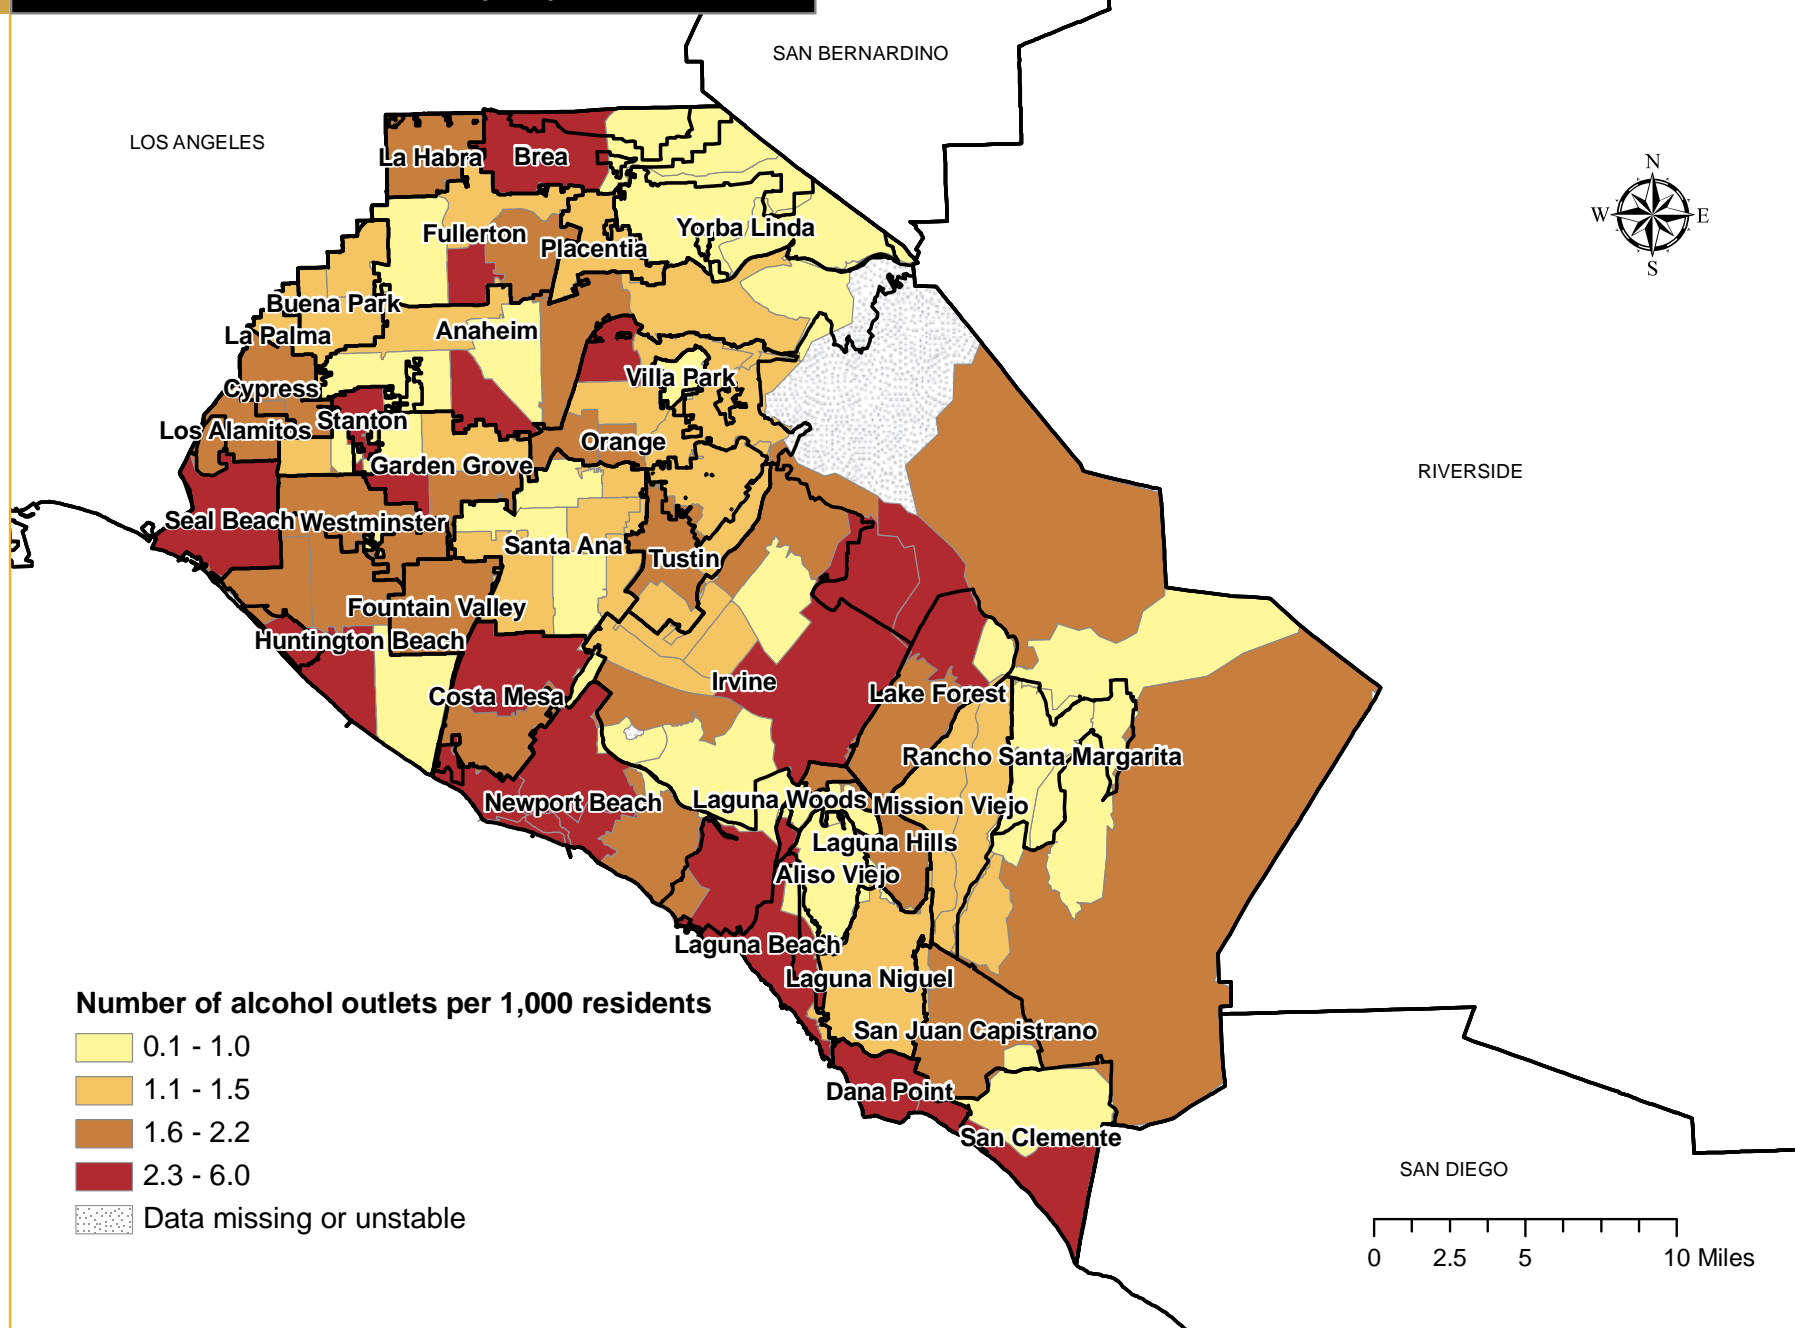 SAN BERNARDINO
LOS ANGELES
La Habra
Brea
N
W
E
S
Fullerton
Yorba Linda
Placentia
Buena Park
Anaheim
La Palma
Villa Park
Cypress
Stanton
Los Alamitos
Orange
Garden Grove
RIVERSIDE
Seal Beach
Westminster
Santa Ana
Tustin
Fountain Valley
Huntington Beach
Irvine
Lake Forest
Costa Mesa
Rancho Santa Margarita
Newport Beach
Laguna Woods
Mission Viejo
Laguna Hills
Aliso Viejo
Laguna Beach
Laguna Niguel
San Juan Capistrano
Dana Point
San Clemente
SAN DIEGO
Number of alcohol outlets per 1,000 residents
0.1 - 1.0
1.1 - 1.5
1.6 - 2.2
2.3 - 6.0
Data missing or unstable
0 2.5 5 10 Miles